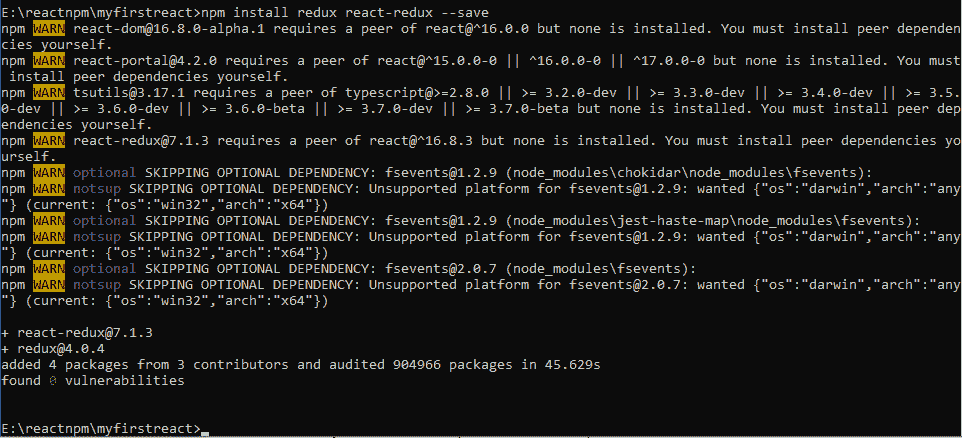 E:\reactnpm\myfirstreact>npm install redux react-redux --save
npm WARN react-dom@16.8.0-alpha.1 requires a peer of react@^16.0.0 but none is installed. You must install peer dependen
cies yourself.
npm WARN react-portal@4.2.0 requires a peer of react@^15.0.0-0 || ^16.0.0-0 || ^17.0.0-0 but none is installed. You must
 install peer dependencies yourself.
npm WARN tsutils@3.17.1 requires a peer of typescript@>=2.8.0 || >= 3.2.0-dev || >= 3.3.0-dev || >= 3.4.0-dev || >= 3.5.
0-dev || >= 3.6.0-dev || >= 3.6.0-beta || >= 3.7.0-dev || >= 3.7.0-beta but none is installed. You must install peer dep
endencies yourself.
npm WARN react-redux@7.1.3 requires a peer of react@^16.8.3 but none is installed. You must install peer dependencies yo
urself.
npm WARN optional SKIPPING OPTIONAL DEPENDENCY: fsevents@1.2.9 (node_modules\chokidar\node_modules\fsevents):
npm WARN notsup SKIPPING OPTIONAL DEPENDENCY: Unsupported platform for fsevents@1.2.9: wanted {"os":"darwin","arch":"any
"} (current: {"os":"win32","arch":"x64"})
npm WARN optional SKIPPING OPTIONAL DEPENDENCY: fsevents@1.2.9 (node_modules\jest-haste-map\node_modules\fsevents):
npm WARN notsup SKIPPING OPTIONAL DEPENDENCY: Unsupported platform for fsevents@1.2.9: wanted {"os":"darwin","arch":"any
"} (current: {"os":"win32","arch":"x64"})
npm WARN optional SKIPPING OPTIONAL DEPENDENCY: fsevents@2.0.7 (node_modules\fsevents):
npm WARN notsup SKIPPING OPTIONAL DEPENDENCY: Unsupported platform for fsevents@2.0.7: wanted {"os":"darwin","arch":"any
"} (current: {"os":"win32","arch":"x64"})
+ react-redux@7.1.3
+ redux@4.0.4
added 4 packages from 3 contributors and audited 904966 packages in 45.629s
found 0 vulnerabilities
E:\reactnpm\myfirstreact>